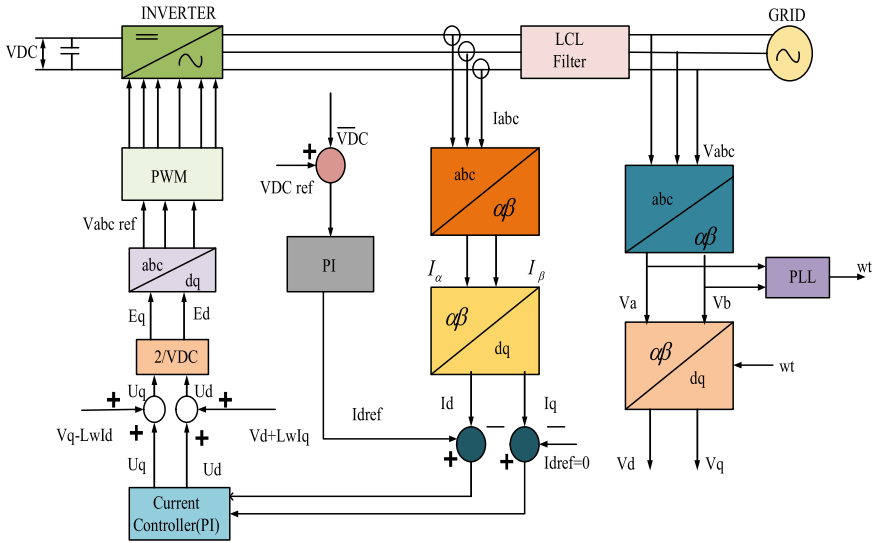 INVERTER
GRID
VDC
LCL
Filter
Iabc
VDC
+
VDC ref
PWM
abc
αβ
Vabc
abc
αβ
Vabc ref
PI
abc
dq
Iα
Iβ
PLL
wt
Va
Vb
Eq
Ed
αβ
dq
αβ
dq
wt
2/VDC
Uq
Ud
+
+
Id
Iq
Idref
Vq-LwId
+
+
Vd+LwIq
−
−
+
+
Idref=0
Vd
Vq
Uq
Ud
Current
Controller(PI)